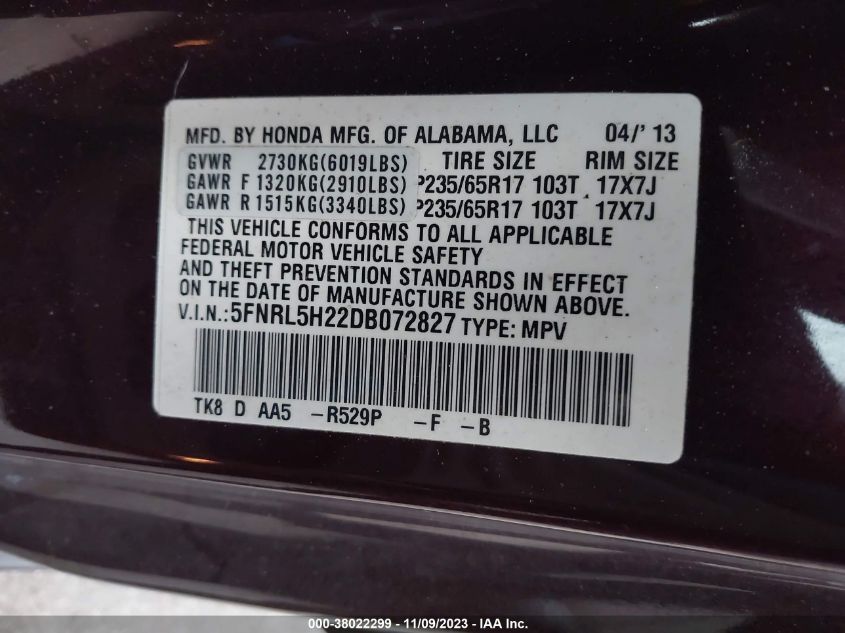 MFD. BY HONDA MFG. OF ALABAMA, LLC 04/' 13
GVWR 2730KG(6019LBS) TIRE SIZE RIM SIZE
GAWR F 1320KG(2910LBS) P235/65R17 103T 17X7J
GAWR R 1515KG(3340LBS) P235/65R17 103T 17X7J
THIS VEHICLE CONFORMS TO ALL APPLICABLE
FEDERAL MOTOR VEHICLE SAFETY
AND THEFT PREVENTION STANDARDS IN EFFECT
ON THE DATE OF MANUFACTURE SHOWN ABOVE.
V.I.N.:5FNRL5H22DB072827 TYPE: MPV
TK8 D AA5 -R529P -F -B
000-38022299 - 11/09/2023 - IAAI.COM